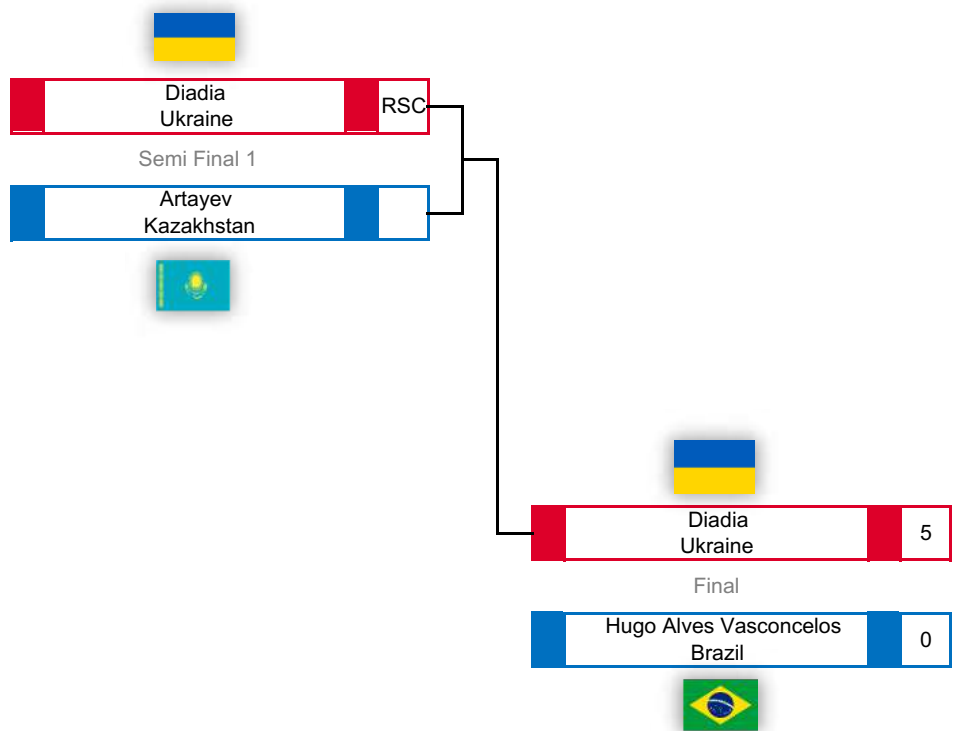 Diadia
Ukraine
RSC
Semi Final 1
Artayev
Kazakhstan
Diadia
Ukraine
5
Final
Hugo Alves Vasconcelos
Brazil
0